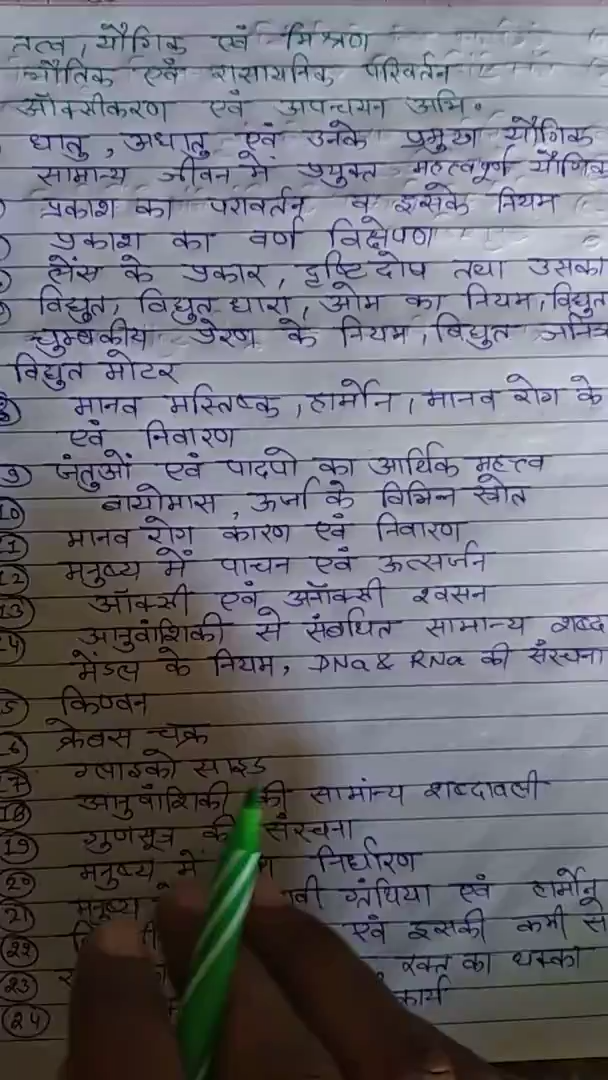 तत्व, यौगिक एवं मिश्रण
भौतिक एवं रासायनिक परिवर्तन
ऑक्सीकरण एवं अपचयन अभि.
धातु, अधातु एवं उनके प्रमुख यौगिक
सामान्य जीवन में प्रयुक्त महत्वपूर्ण यौगिक
प्रकाश का परावर्तन व इसके नियम
प्रकाश का वर्ण विक्षेपण
लेंस के प्रकार, दृष्टि दोष तथा उसका
विद्युत, विद्युत धारा, ओम का नियम, विद्युत
चुम्बकीय प्रेरण के नियम, विद्युत जनित्र
विद्युत मोटर
8 मानव मस्तिष्क, हार्मोन, मानव रोग के
एवं निवारण
9 जंतुओं एवं पादपो का आर्थिक महत्त्व
10 बायोमास, ऊर्जा के विभिन्न स्त्रोत
11 मानव रोग कारण एवं निवारण
12 मनुष्य में पाचन एवं उत्सर्जन
13 ऑक्सी एवं अनॉक्सी श्वसन
14 आनुवांशिकी से संबधित सामान्य शब्द
मेंडल के नियम, DNa & RNa की संरचना
15 किण्वन
16 क्रेबस चक्र
17 ग्लाइको साइड
18 आनुवांशिकी की सामान्य शब्दावली
19 गुणसूत्र की संरचना
20 मनुष्य में निर्धारण
21 मनुष्य ग्रंथिया एवं हार्मोन
22 एवं इसकी कमी से
23 रक्त का थक्का
24 कार्य